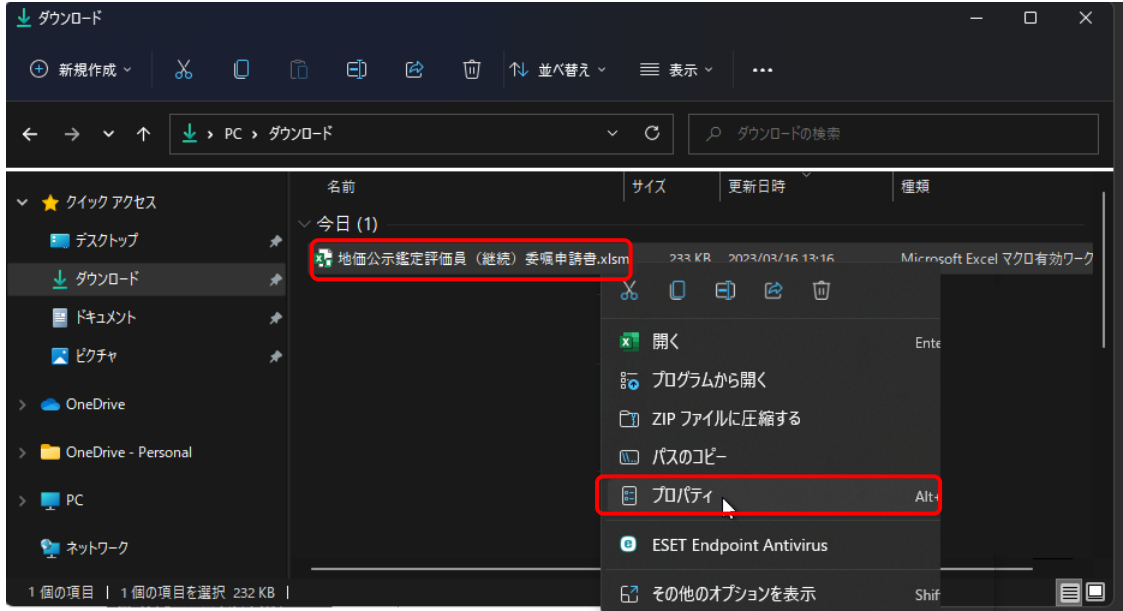 ダウンロード
新規作成 並べ替え 表示
PC › ダウンロード ダウンロードの検索
名前 サイズ 更新日時 種類
クイック アクセス
今日 (1)
デスクトップ
地価公示鑑定評価員（継続）委嘱申請書.xlsm 233 KB 2023/03/16 13:16 Microsoft Excel マクロ有効ワーク
ダウンロード
ドキュメント
開く Ente
ピクチャ
プログラムから開く
OneDrive
ZIP ファイルに圧縮する
OneDrive - Personal
パスのコピー
PC
プロパティ Alt+
ネットワーク
ESET Endpoint Antivirus
1 個の項目 | 1 個の項目を選択 232 KB |
その他のオプションを表示 Shif